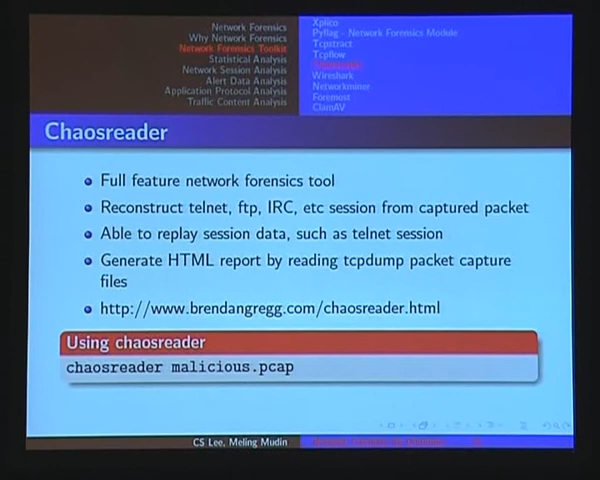 Network Forensics
Why Network Forensics
Network Forensics Toolkit
Statistical Analysis
Network Session Analysis
Alert Data Analysis
Application Protocol Analysis
Traffic Content Analysis
Xplico
Pyflag - Network Forensics Module
Tcpxtract
Tcpflow
Chaosreader
Wireshark
Networkminer
Foremost
ClamAV
Chaosreader
Full feature network forensics tool
Reconstruct telnet, ftp, IRC, etc session from captured packet
Able to replay session data, such as telnet session
Generate HTML report by reading tcpdump packet capture
files
http://www.brendangregg.com/chaosreader.html
Using chaosreader
chaosreader malicious.pcap
CS Lee, Meling Mudin